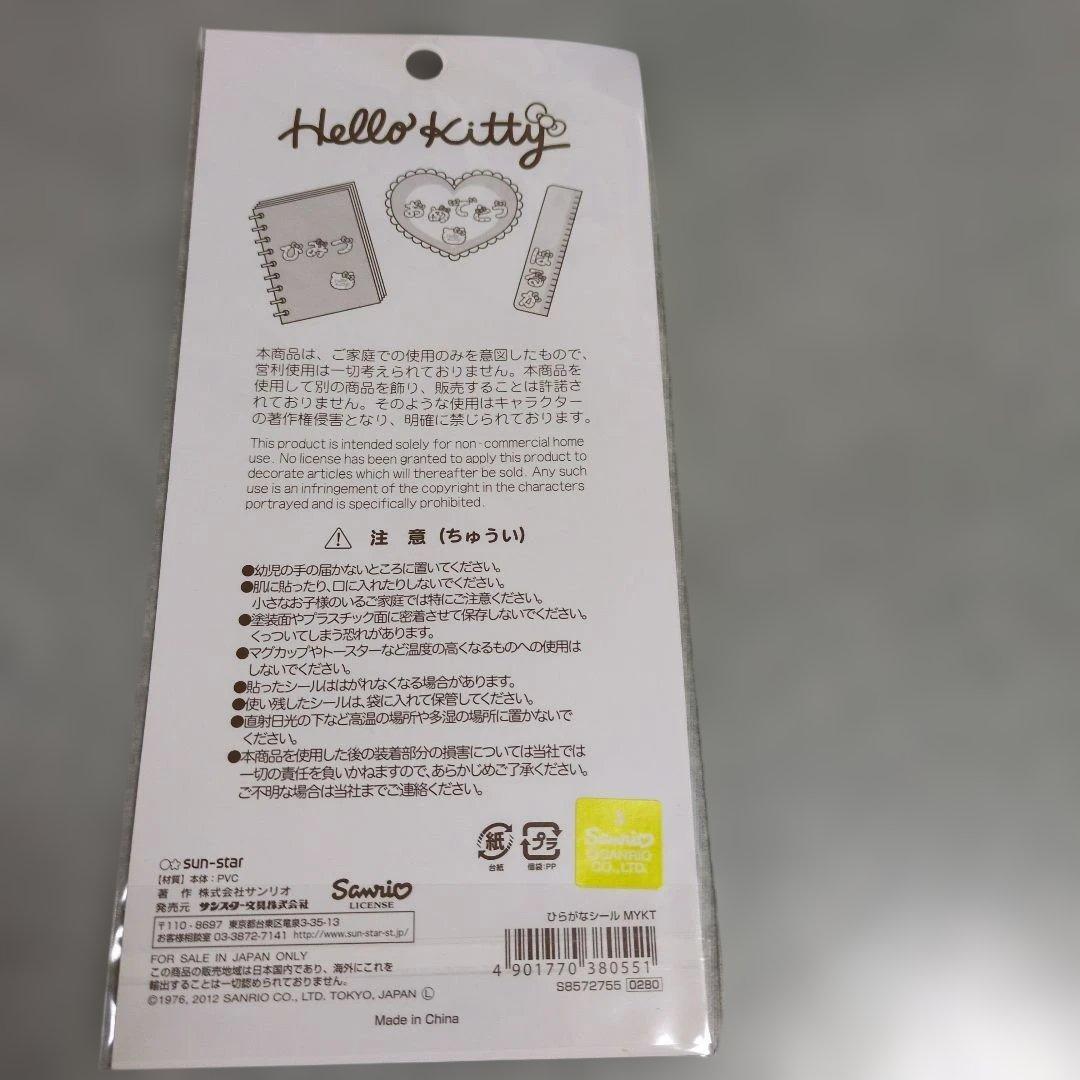 Hello Kitty
ひみつ
おめでとう
はるか
本商品は、ご家庭での使用のみを意図したもので、
営利使用は一切考えられておりません。本商品を
使用して別の商品を飾り、販売することは許諾さ
れておりません。そのような使用はキャラクター
の著作権侵害となり、明確に禁じられております。
This product is intended solely for non-commercial home
use. No license has been granted to apply this product to
decorate articles which will thereafter be sold. Any such
use is an infringement of the copyright in the characters
portrayed and is specifically prohibited.
注 意 (ちゅうい)
●幼児の手の届かないところに置いてください。
●肌に貼ったり、口に入れたりしないでください。
小さなお子様のいるご家庭では特にご注意ください。
●塗装面やプラスチック面に密着させて保存しないでください。
くっついてしまう恐れがあります。
●マグカップやトースターなど温度の高くなるものへの使用は
しないでください。
●貼ったシールははがれなくなる場合があります。
●使い残したシールは、袋に入れて保管してください。
●直射日光の下など高温の場所や多湿の場所に置かないで
ください。
●本商品を使用した後の装着部分の損害については当社では
一切の責任を負いかねますので、あらかじめご了承ください。
ご不明な場合は当社までご連絡ください。
紙
台紙
プラ
個袋:PP
Sanrio
©SANRIO
CO., LTD.
sun-star
【材質】本体:PVC
著 作 株式会社サンリオ
発売元 サンスター文具株式会社
Sanrio
LICENSE
〒110-8697 東京都台東区竜泉3-35-13
お客様相談室 03-3872-7141 http://www.sun-star-st.jp/
FOR SALE IN JAPAN ONLY
この商品の販売地域は日本国内であり、海外にこれを
輸出することは一切認められておりません。
©1976, 2012 SANRIO CO., LTD. TOKYO, JAPAN Ⓛ
Made in China
ひらがなシール MYKT
4 901770 380551
S8572755 0280